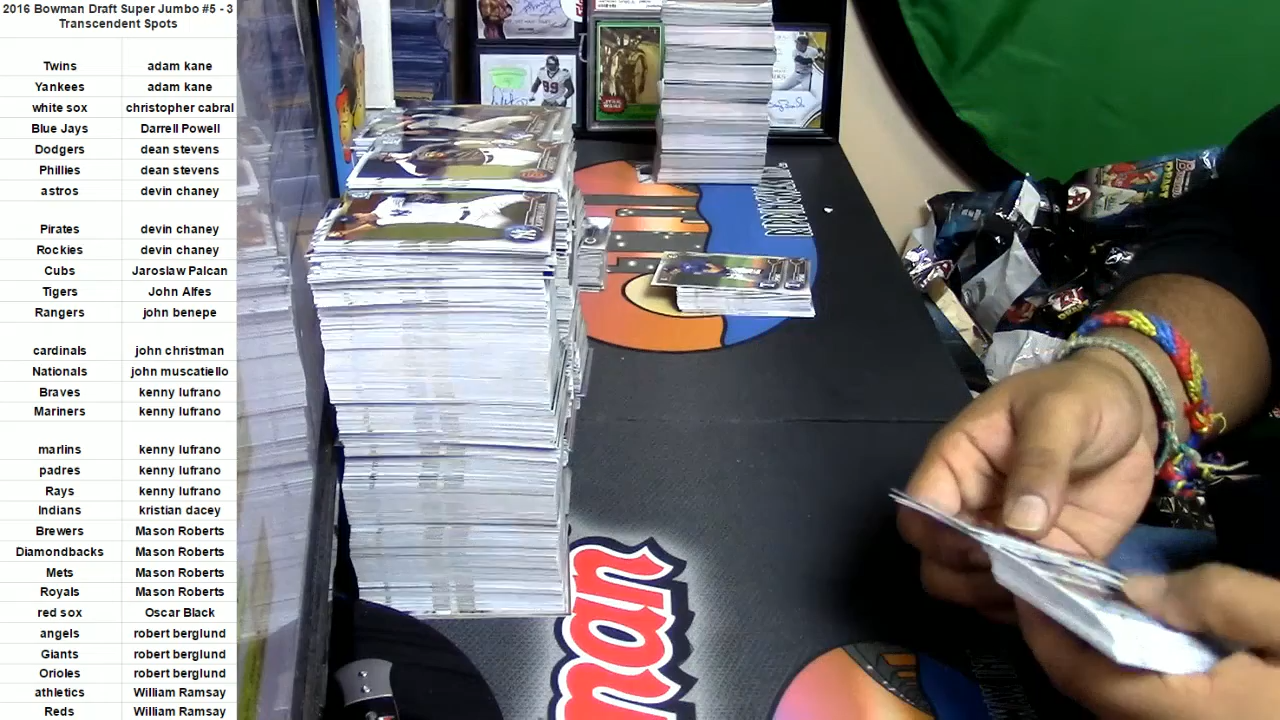 2016 Bowman Draft Super Jumbo #5 - 3
Transcendent Spots
Twins adam kane
Yankees adam kane
white sox christopher cabral
Blue Jays Darrell Powell
Dodgers dean stevens
Phillies dean stevens
astros devin chaney
Pirates devin chaney
Rockies devin chaney
Cubs Jaroslaw Palcan
Tigers John Alfes
Rangers john benepe
cardinals john christman
Nationals john muscatiello
Braves kenny lufrano
Mariners kenny lufrano
marlins kenny lufrano
padres kenny lufrano
Rays kenny lufrano
Indians kristian dacey
Brewers Mason Roberts
Diamondbacks Mason Roberts
Mets Mason Roberts
Royals Mason Roberts
red sox Oscar Black
angels robert berglund
Giants robert berglund
Orioles robert berglund
athletics William Ramsay
Reds William Ramsay
STAR
WARS
99